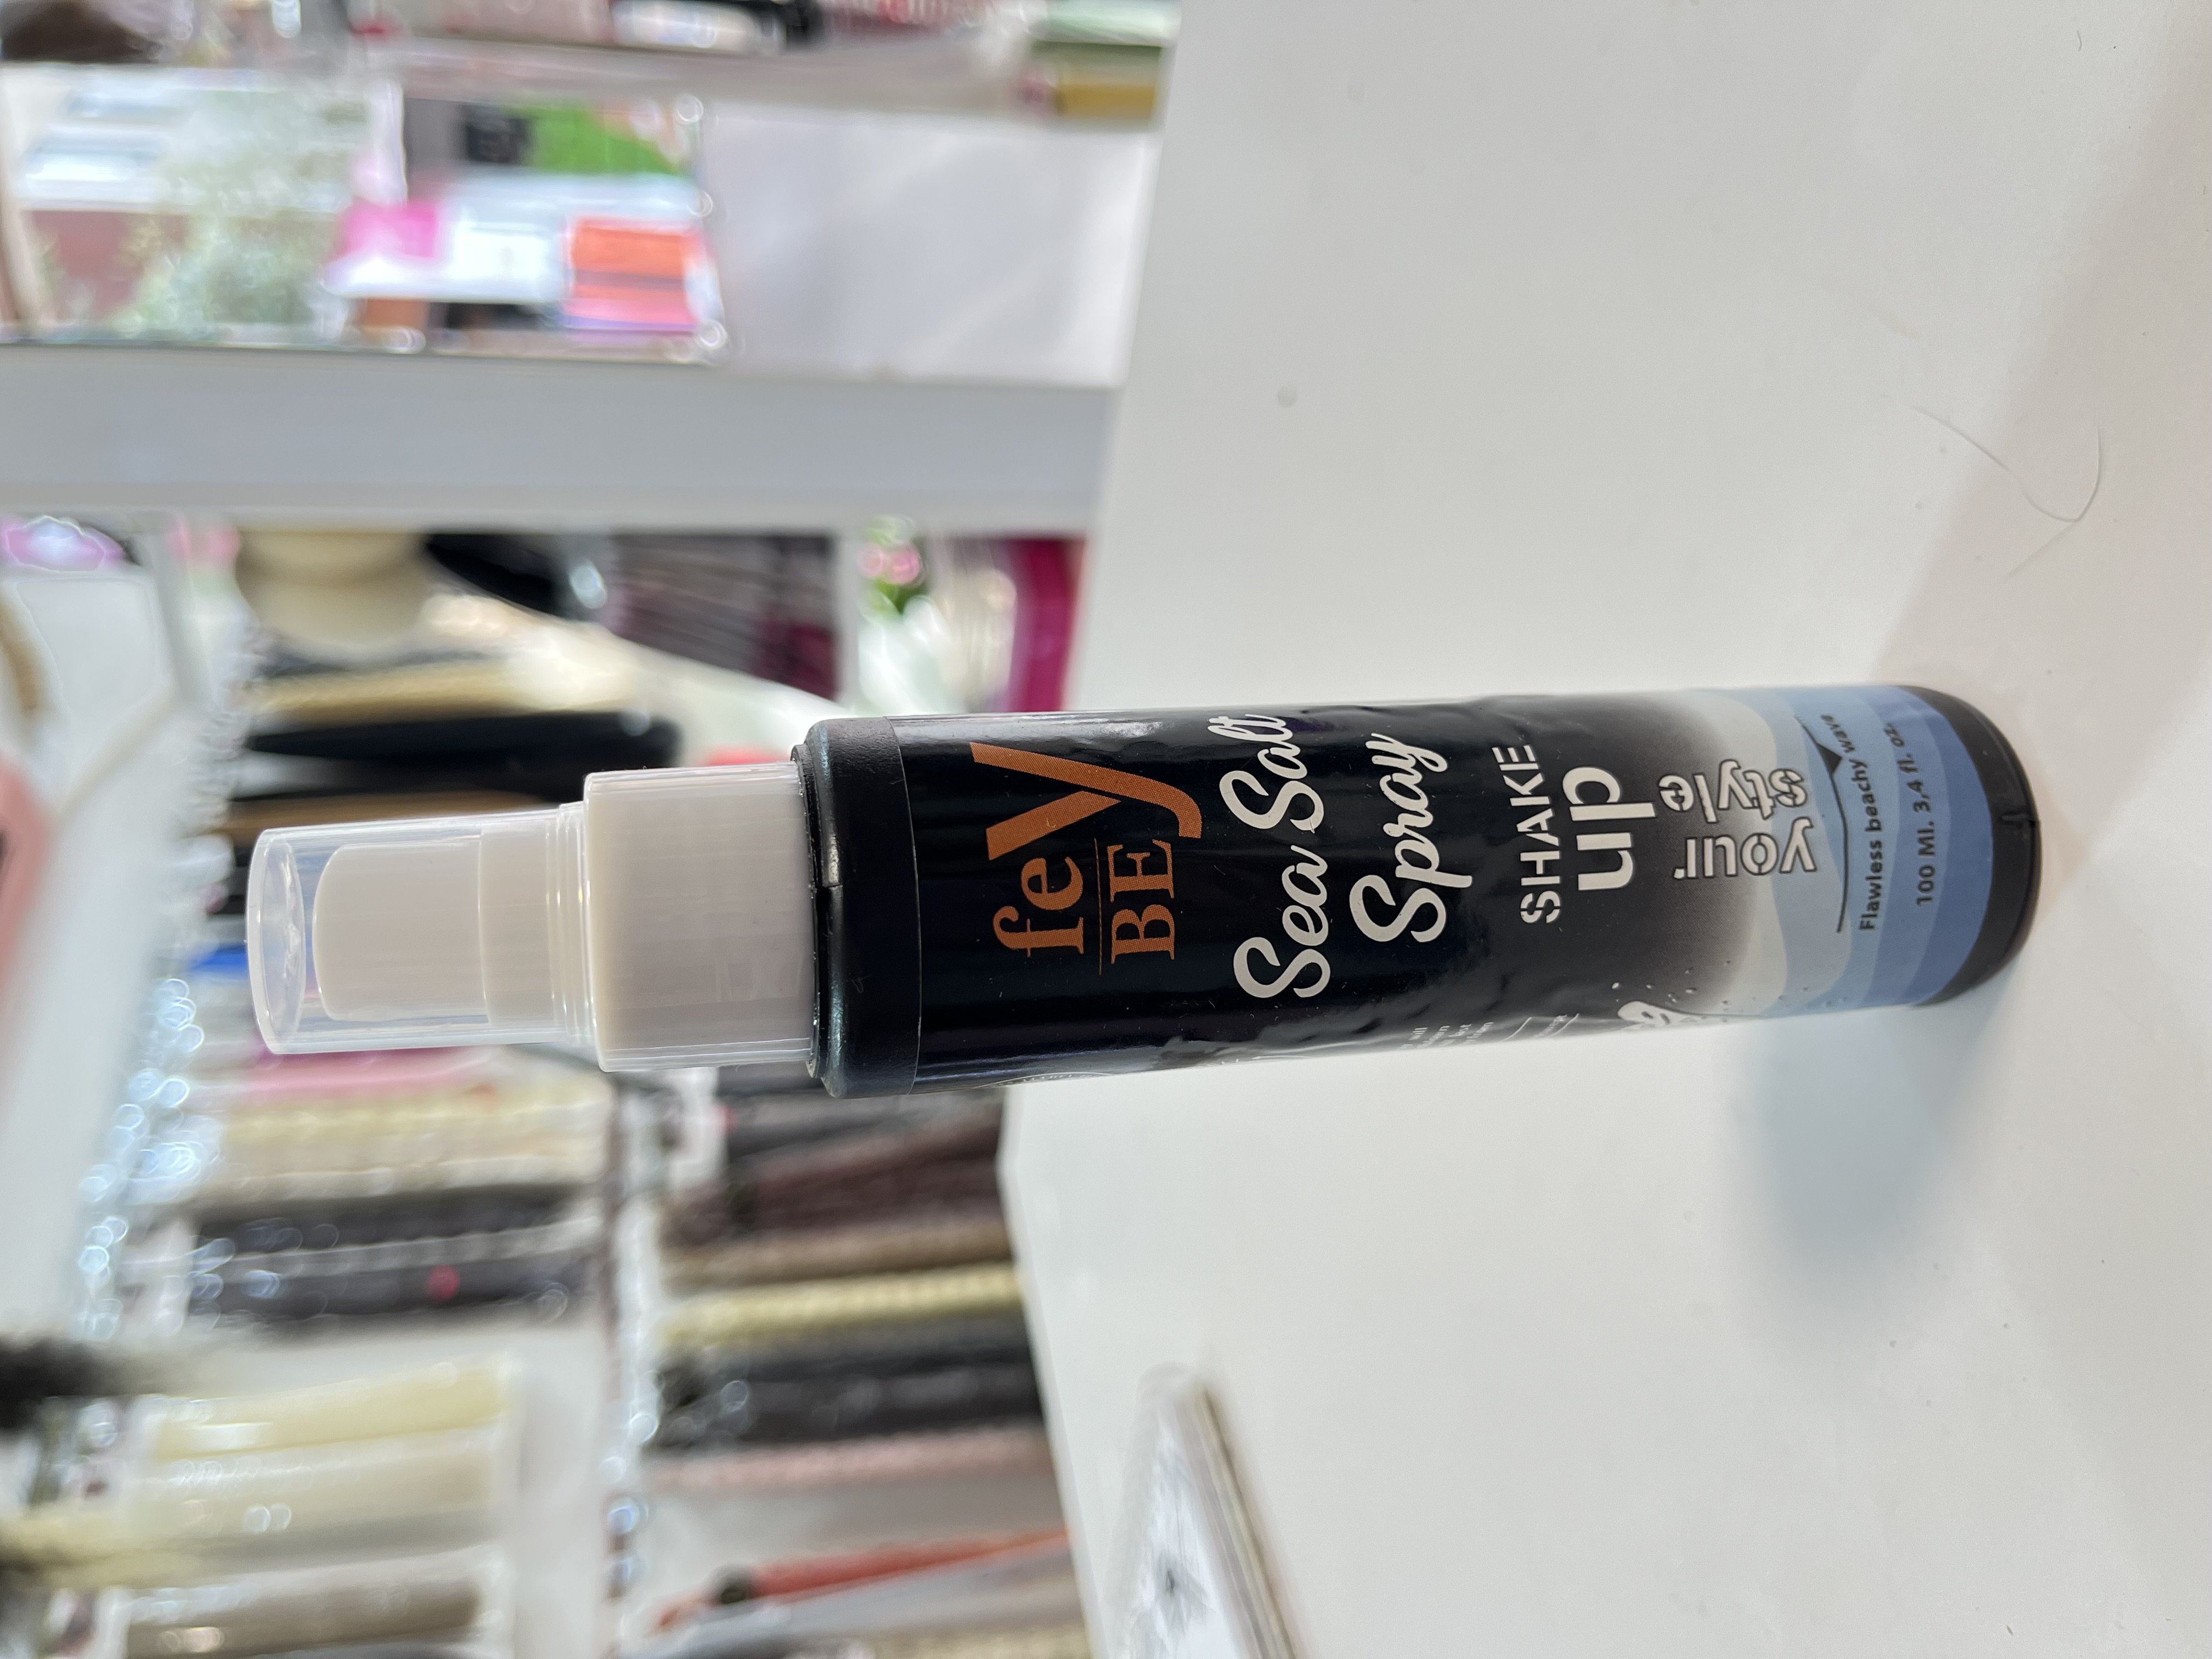 fey
BE
Sea Salt
Spray
SHAKE
up
your
style
Flawless beachy wave
100 Ml. 3,4 fl. oz.